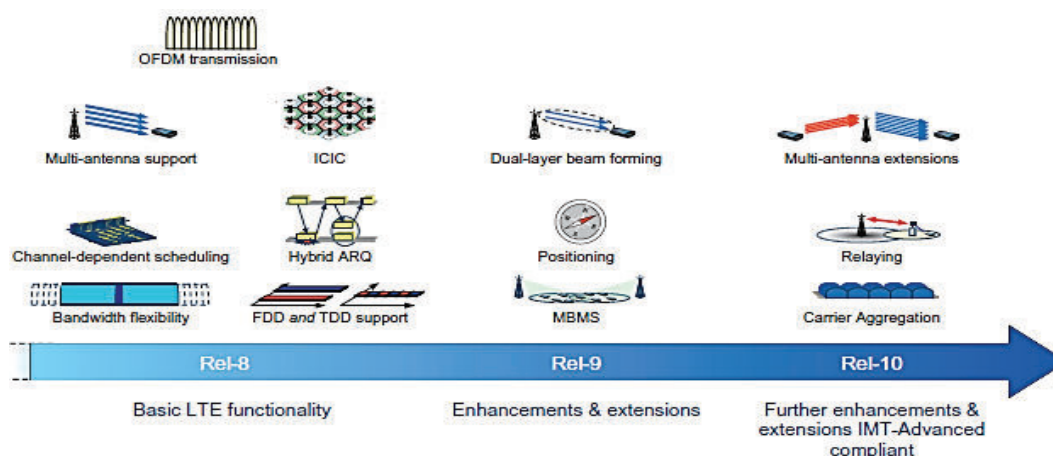 OFDM transmission
Multi-antenna support
ICIC
Dual-layer beam forming
Multi-antenna extensions
Channel-dependent scheduling
Hybrid ARQ
Positioning
Relaying
Bandwidth flexibility
FDD and TDD support
MBMS
Carrier Aggregation
Rel-8
Rel-9
Rel-10
Basic LTE functionality
Enhancements & extensions
Further enhancements &
extensions IMT-Advanced
compliant